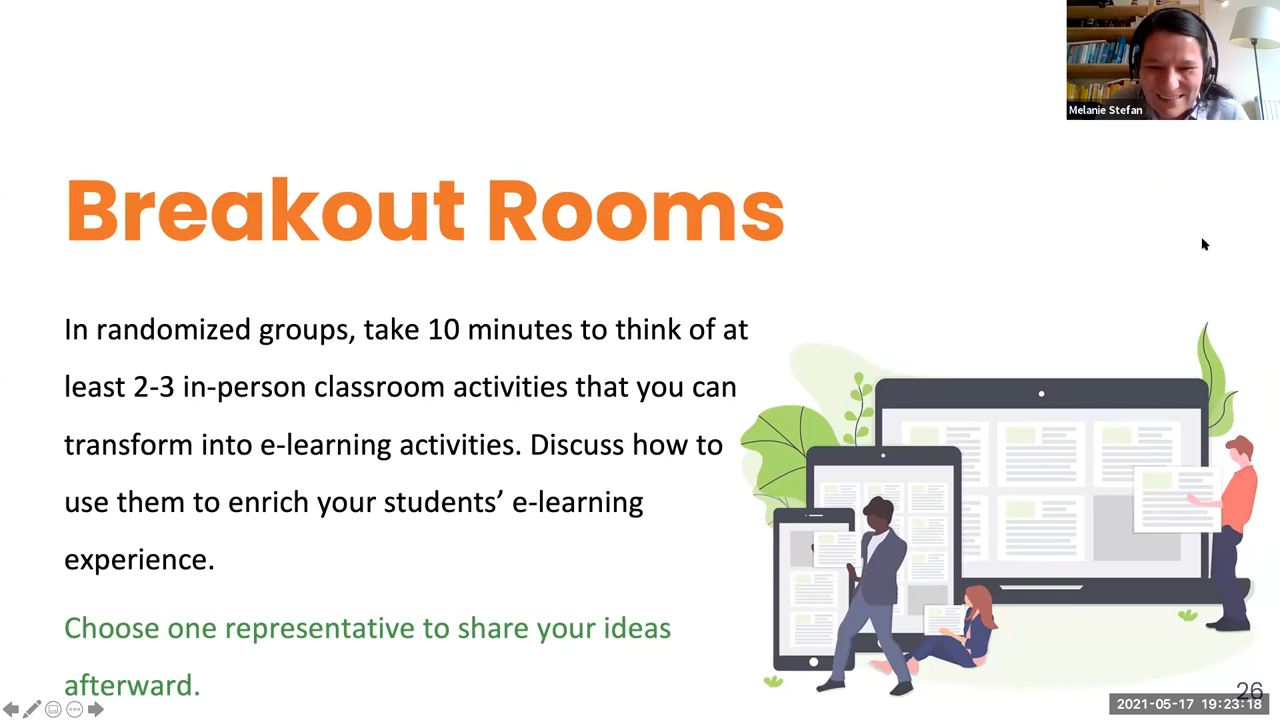 Melanie Stefan
Breakout Rooms
In randomized groups, take 10 minutes to think of at
least 2-3 in-person classroom activities that you can
transform into e-learning activities. Discuss how to
use them to enrich your students’ e-learning
experience.
Choose one representative to share your ideas
afterward.
26
2021-05-17 19:23:18